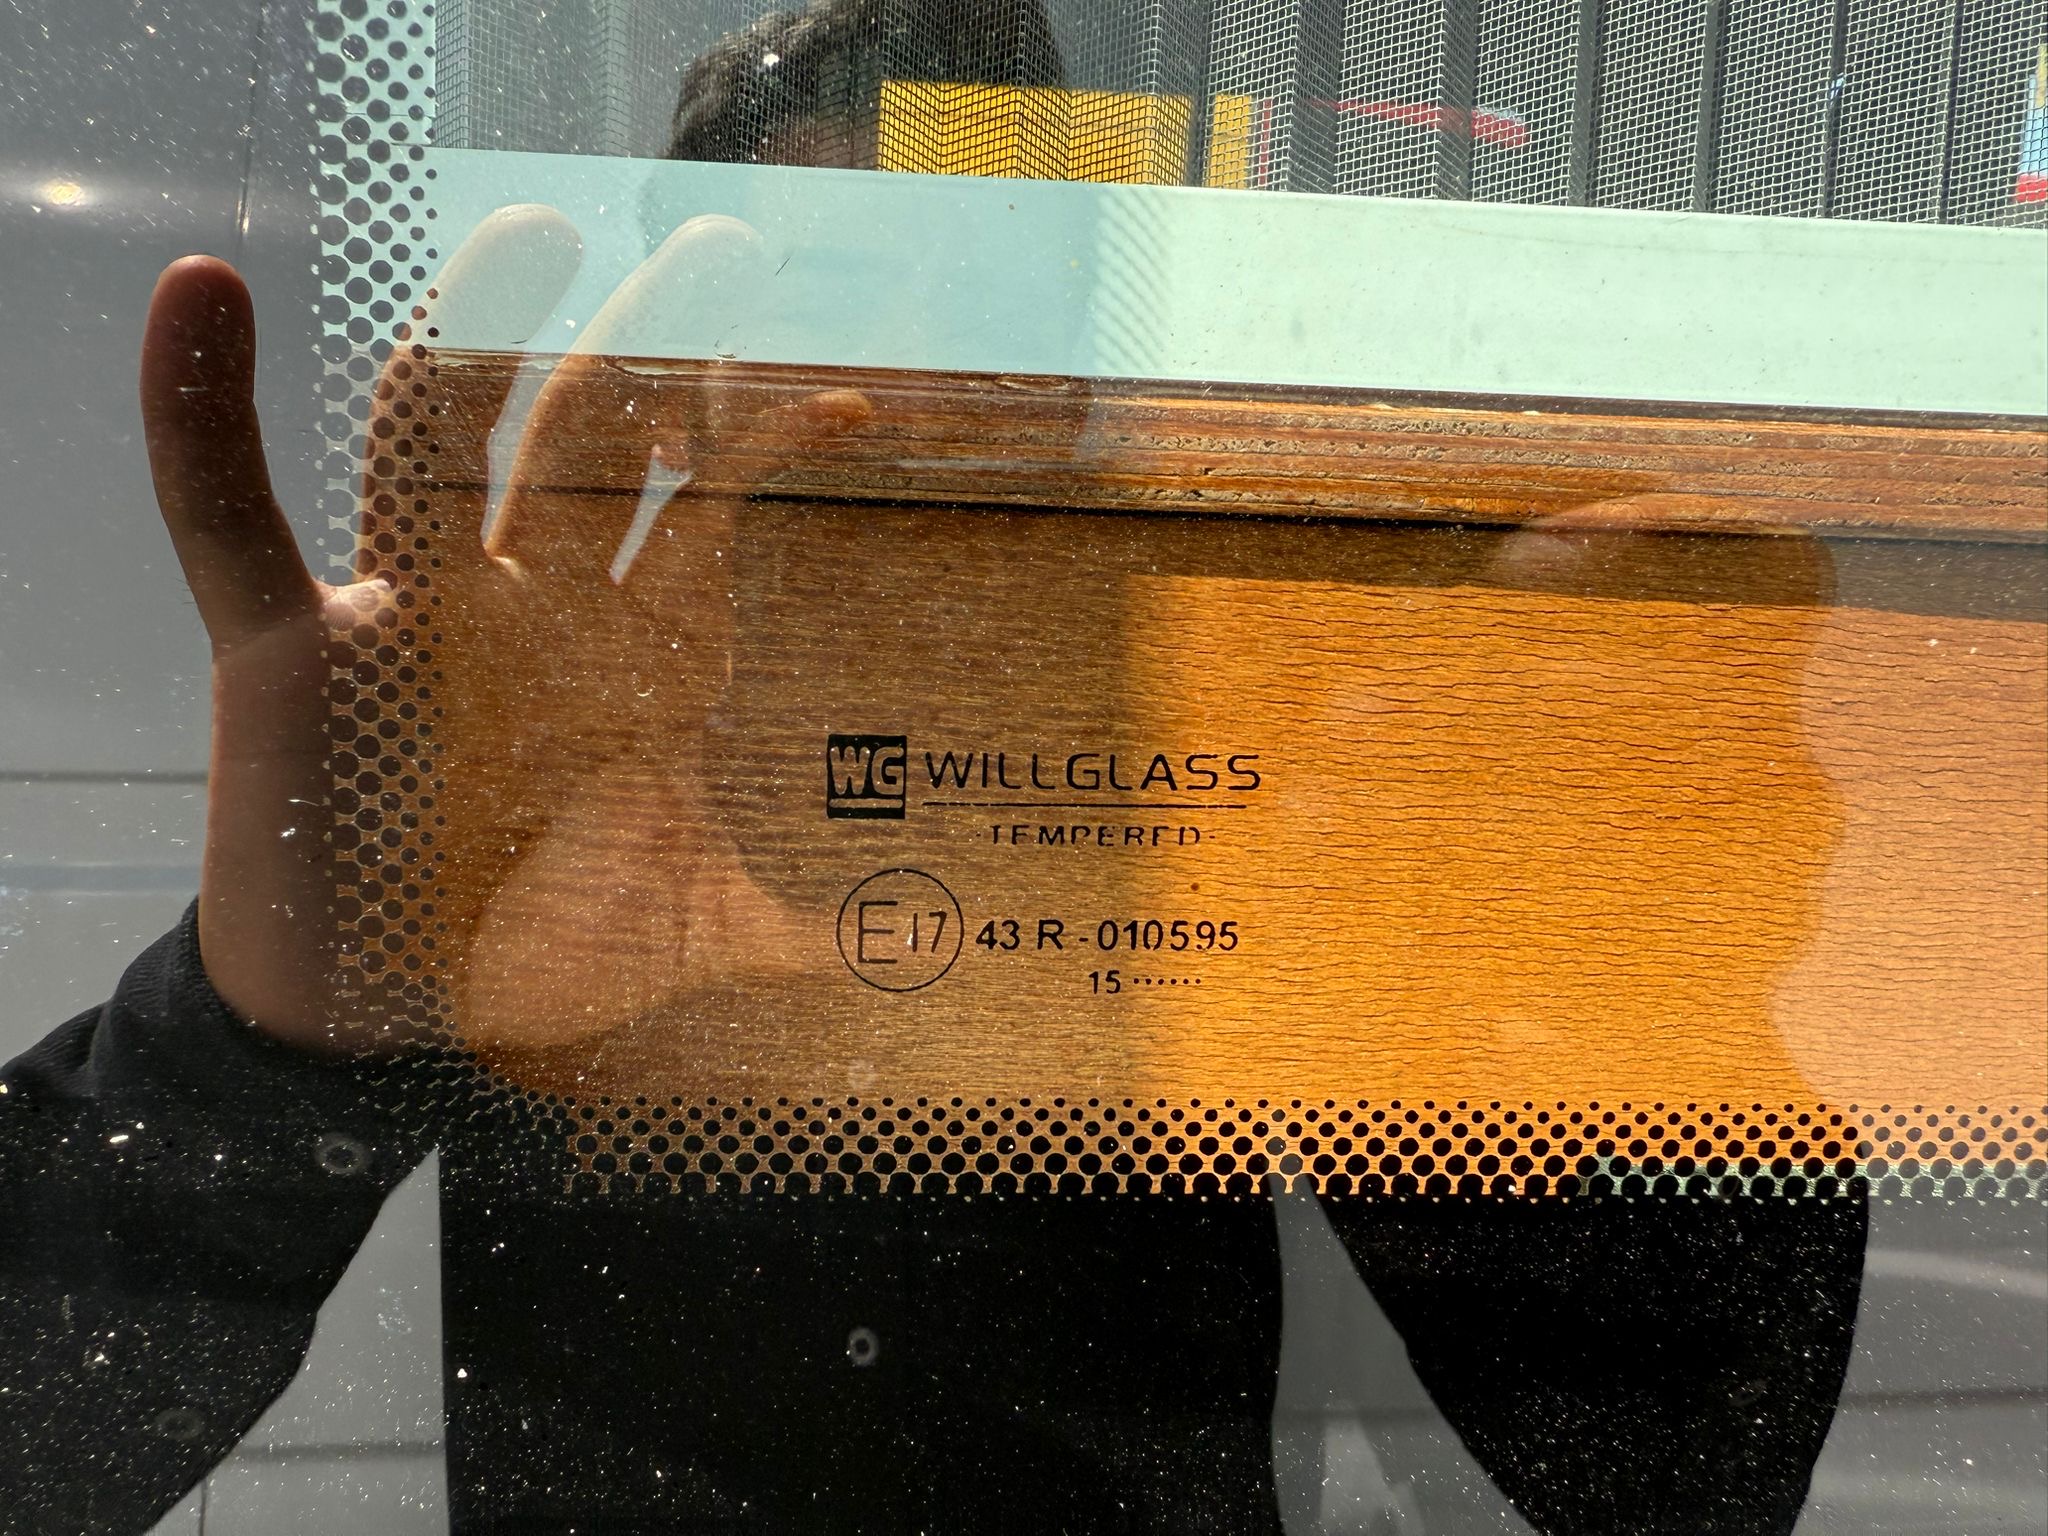 WG WILLGLASS
·TEMPERED·
E17 43 R - 010595
15 ······